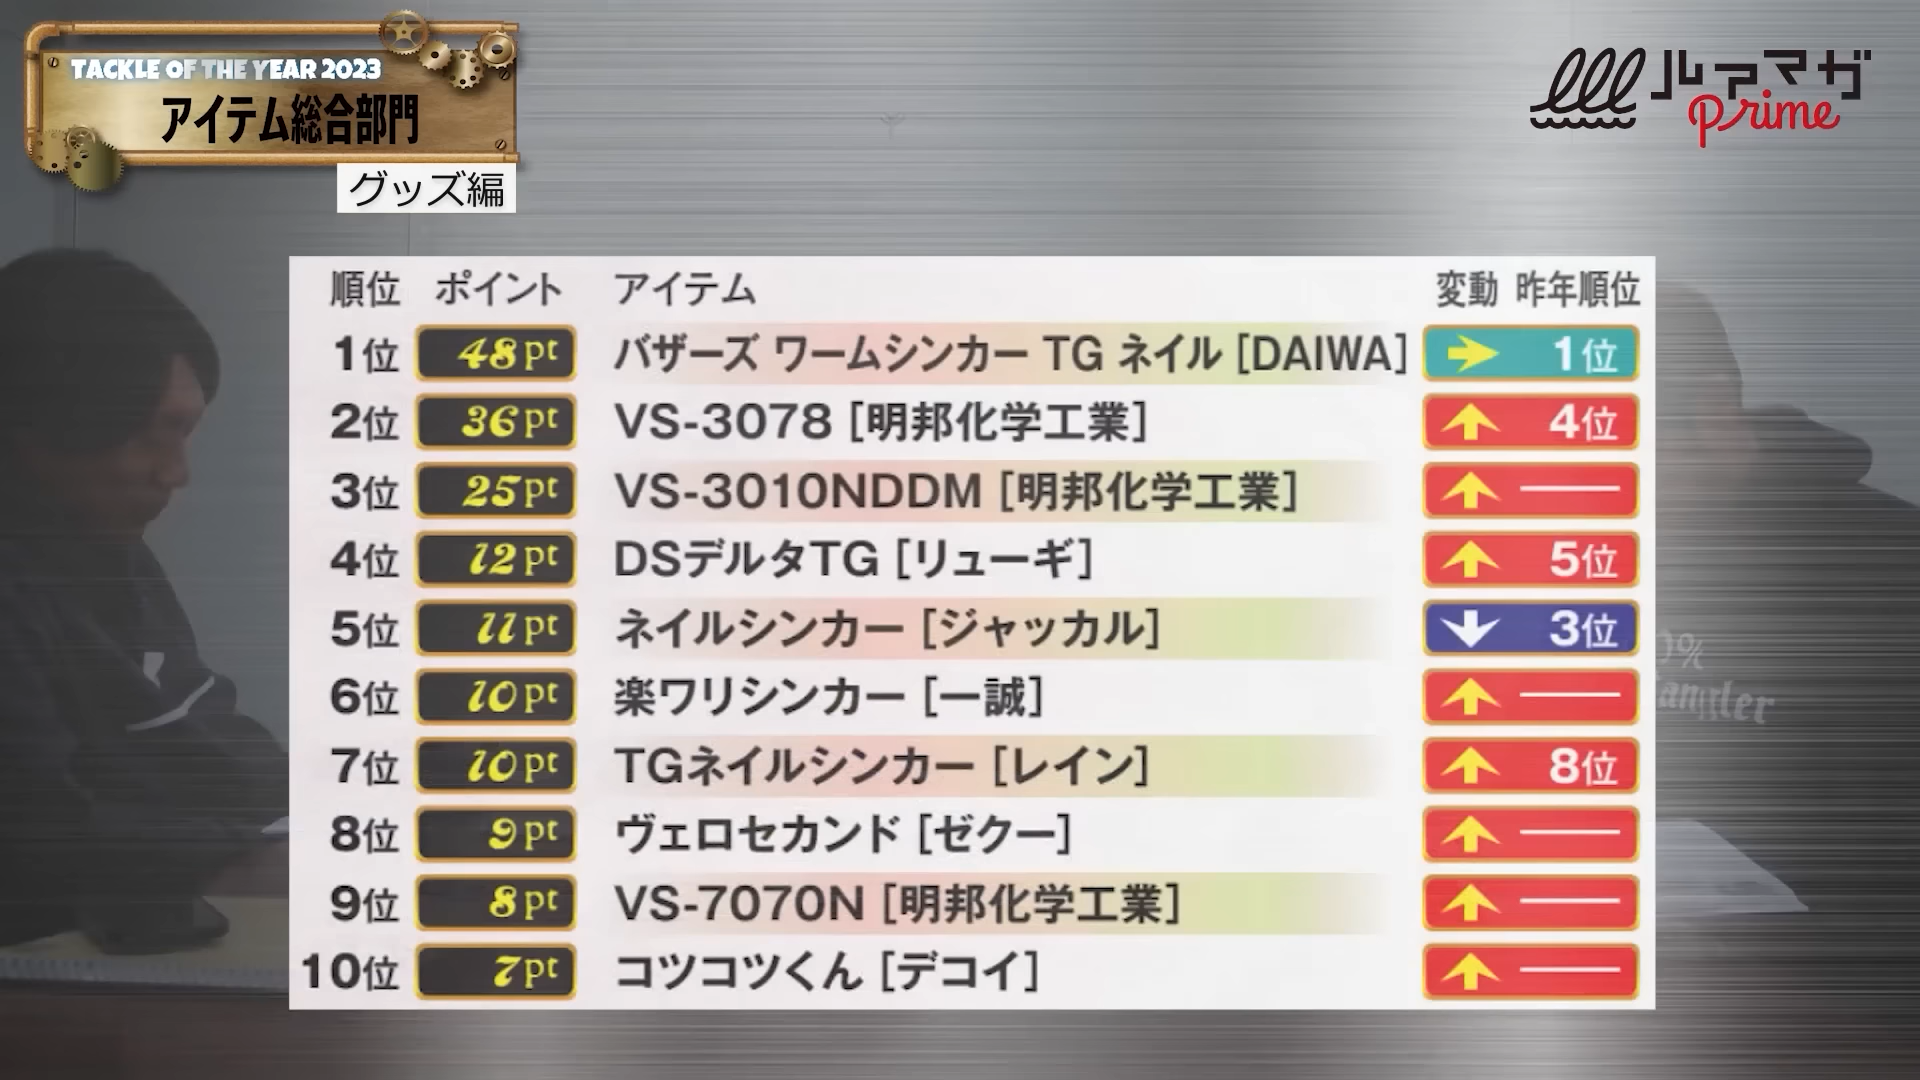 TACKLE OF THE YEAR 2023
アイテム総合部門
グッズ編
ルアマガ
Prime
順位 ポイント アイテム 変動 昨年順位
1位 48pt バザーズ ワームシンカー TG ネイル [DAIWA] 1位
2位 36pt VS-3078 [明邦化学工業] 4位
3位 25pt VS-3010NDDM [明邦化学工業] —
4位 12pt DSデルタTG [リューギ] 5位
5位 11pt ネイルシンカー [ジャッカル] 3位
6位 10pt 楽ワリシンカー [一誠] —
7位 10pt TGネイルシンカー [レイン] 8位
8位 9pt ヴェロセカンド [ゼクー] —
9位 8pt VS-7070N [明邦化学工業] —
10位 7pt コツコツくん [デコイ] —